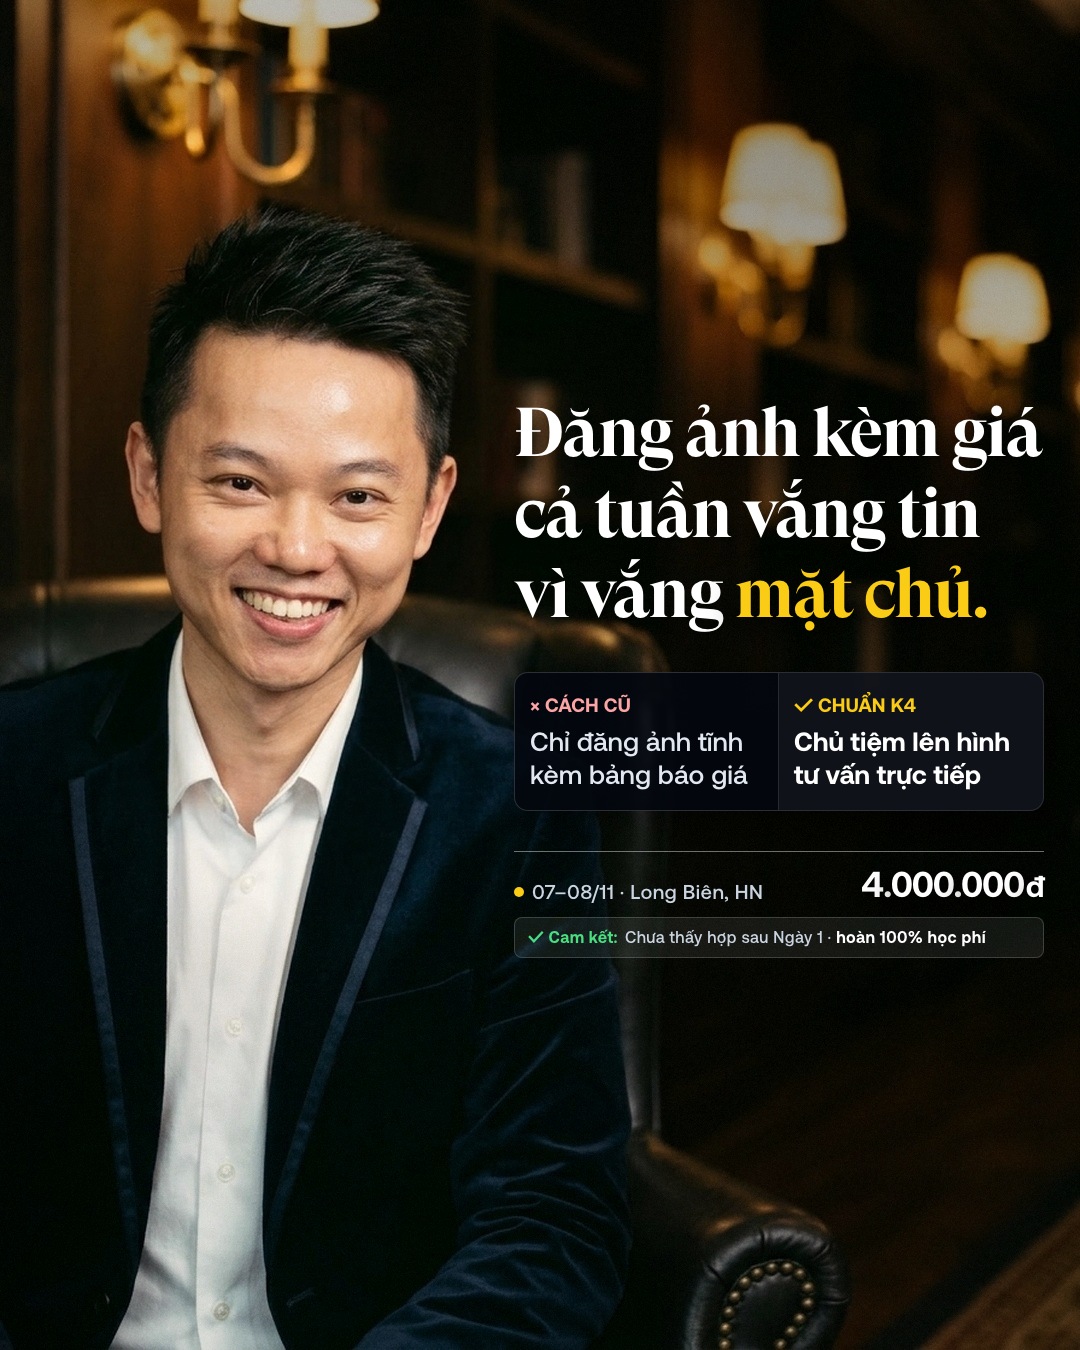 Đăng ảnh kèm giá
cả tuần vắng tin
vì vắng mặt chủ.
× CÁCH CŨ
Chỉ đăng ảnh tĩnh
kèm bảng báo giá
✓ CHUẨN K4
Chủ tiệm lên hình
tư vấn trực tiếp
07–08/11 · Long Biên, HN
4.000.000đ
✓ Cam kết: Chưa thấy hợp sau Ngày 1 · hoàn 100% học phí